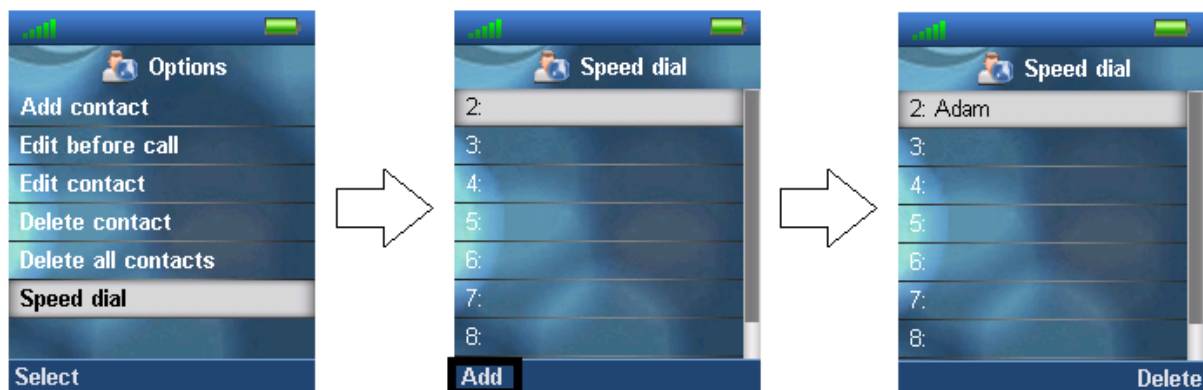 Options
Add contact
Edit before call
Edit contact
Delete contact
Delete all contacts
Speed dial
Select
Speed dial
2:
3:
4:
5:
6:
7:
8:
Add
Speed dial
2: Adam
3:
4:
5:
6:
7:
8:
Delete